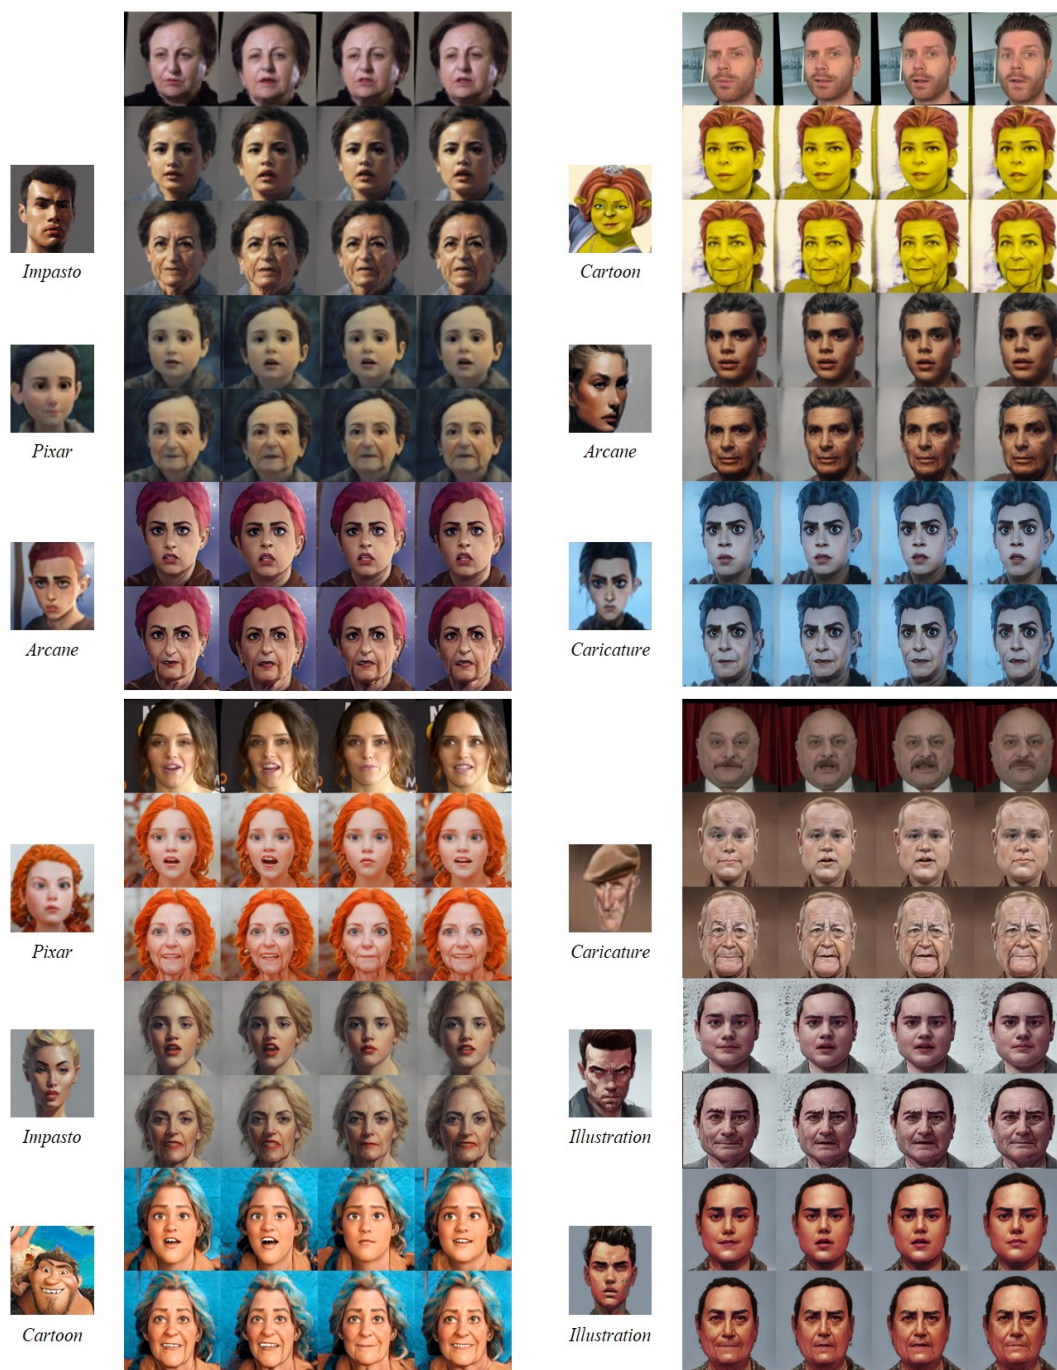 Impasto
Pixar
Arcane
Cartoon
Arcane
Caricature
Pixar
Impasto
Cartoon
Caricature
Illustration
Illustration